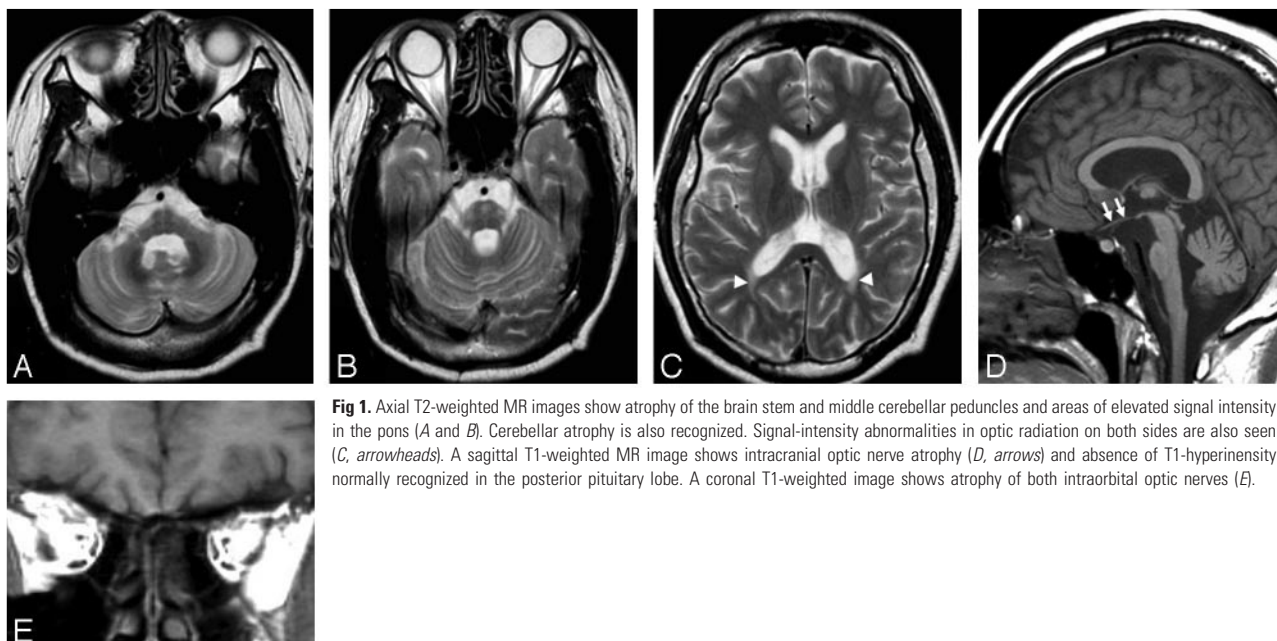 A
B
C
D
E
Fig 1. Axial T2-weighted MR images show atrophy of the brain stem and middle cerebellar peduncles and areas of elevated signal intensity
in the pons (A and B). Cerebellar atrophy is also recognized. Signal-intensity abnormalities in optic radiation on both sides are also seen
(C, arrowheads). A sagittal T1-weighted MR image shows intracranial optic nerve atrophy (D, arrows) and absence of T1-hyperinensity
normally recognized in the posterior pituitary lobe. A coronal T1-weighted image shows atrophy of both intraorbital optic nerves (E).